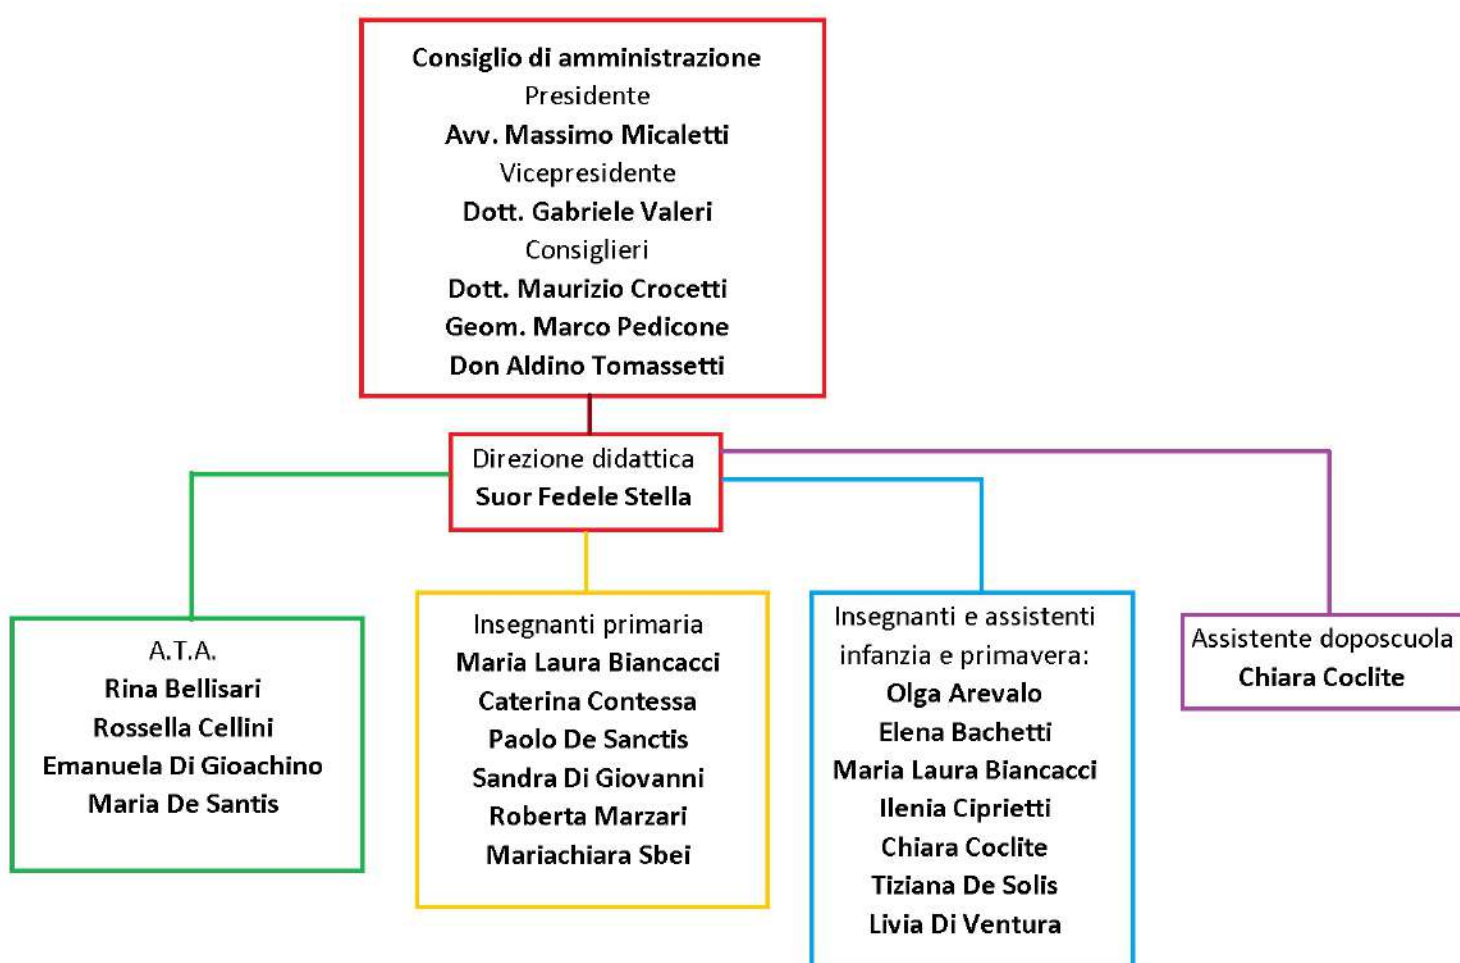 Consiglio di amministrazione
Presidente
Avv. Massimo Micaletti
Vicepresidente
Dott. Gabriele Valeri
Consiglieri
Dott. Maurizio Crocetti
Geom. Marco Pedicone
Don Aldino Tomassetti
Direzione didattica
Suor Fedele Stella
A.T.A.
Rina Bellisari
Rossella Cellini
Emanuela Di Gioachino
Maria De Santis
Insegnanti primaria
Maria Laura Biancacci
Caterina Contessa
Paolo De Sanctis
Sandra Di Giovanni
Roberta Marzari
Mariachiara Sbei
Insegnanti e assistenti
infanzia e primavera:
Olga Arevalo
Elena Bachetti
Maria Laura Biancacci
Ilenia Ciprietti
Chiara Coclite
Tiziana De Solis
Livia Di Ventura
Assistente doposcuola
Chiara Coclite